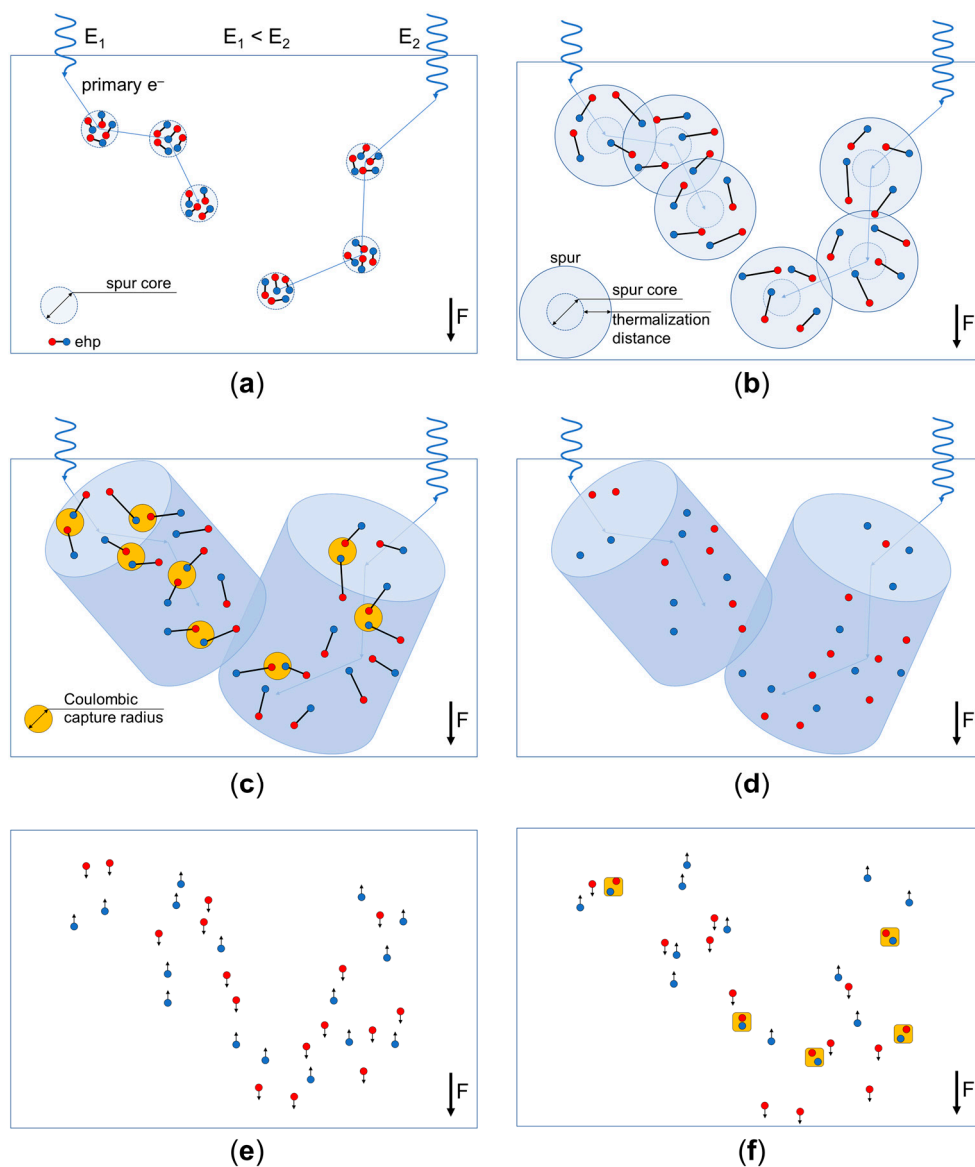 E₁ E₁ < E₂ E₂
primary e⁻
spur core
ehp
F
(a)
spur
spur core
thermalization
distance
F
(b)
Coulombic
capture radius
F
(c)
F
(d)
F
(e)
F
(f)